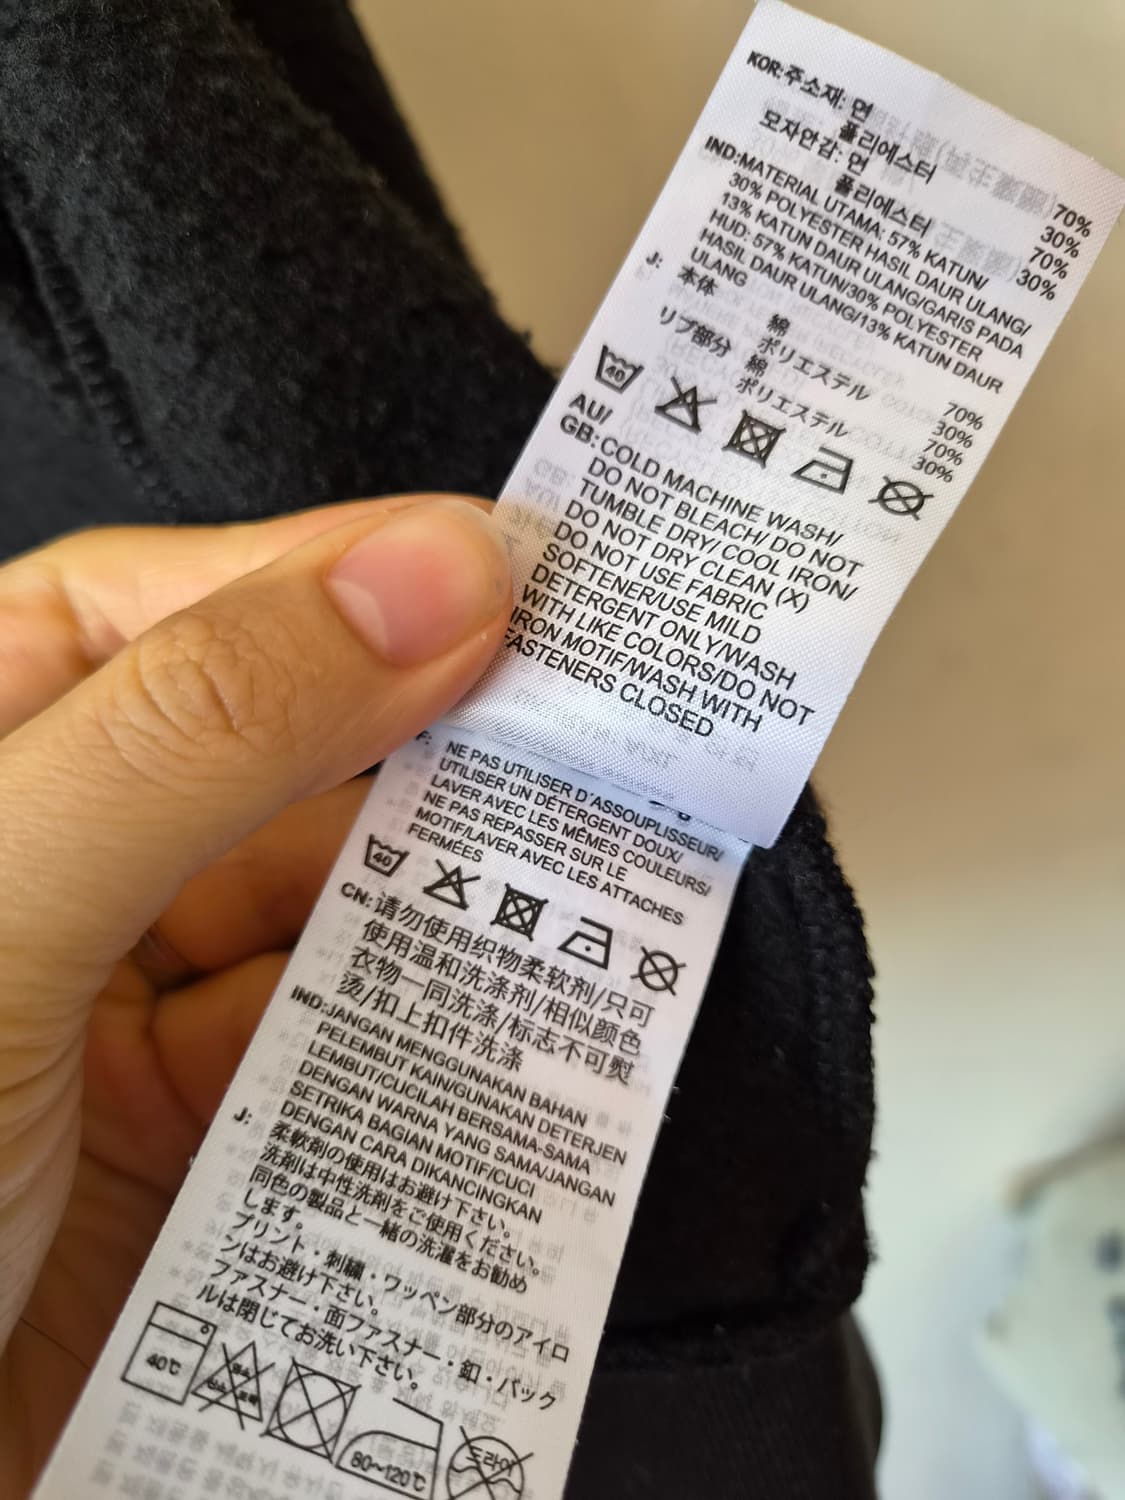 KOR:주소재: 면 70%
폴리에스터 30%
모자안감: 면 70%
폴리에스터 30%
IND:MATERIAL UTAMA: 57% KATUN/
30% POLYESTER HASIL DAUR ULANG/
13% KATUN DAUR ULANG/GARIS PADA
HUD: 57% KATUN/30% POLYESTER
HASIL DAUR ULANG/13% KATUN DAUR
ULANG
J: 本体 綿 70%
ポリエステル 30%
リブ部分 綿 70%
ポリエステル 30%
40
AU/
GB:COLD MACHINE WASH/
DO NOT BLEACH/ DO NOT
TUMBLE DRY/ COOL IRON/
DO NOT DRY CLEAN (X)
DO NOT USE FABRIC
SOFTENER/USE MILD
DETERGENT ONLY/WASH
WITH LIKE COLORS/DO NOT
IRON MOTIF/WASH WITH
FASTENERS CLOSED
F: NE PAS UTILISER D'ASSOUPLISSEUR/
UTILISER UN DÉTERGENT DOUX/
LAVER AVEC LES MÊMES COULEURS/
NE PAS REPASSER SUR LE
MOTIF/LAVER AVEC LES ATTACHES
FERMÉES
40
CN:请勿使用织物柔软剂/只可
使用温和洗涤剂/相似颜色
衣物一同洗涤/标志不可熨
烫/扣上扣件洗涤
IND:JANGAN MENGGUNAKAN BAHAN
PELEMBUT KAIN/GUNAKAN DETERJEN
LEMBUT/CUCILAH BERSAMA-SAMA
DENGAN WARNA YANG SAMA/JANGAN
SETRIKA BAGIAN MOTIF/CUCI
DENGAN CARA DIKANCINGKAN
J: 柔軟剤の使用はお避け下さい。
洗剤は中性洗剤をご使用ください。
同色の製品と一緒の洗濯をお勧め
します。
プリント・刺繍・ワッペン部分のアイロ
ンはお避け下さい。
ファスナー・面ファスナー・釦・バック
ルは閉じてお洗い下さい。
40℃
80~120℃
드라이